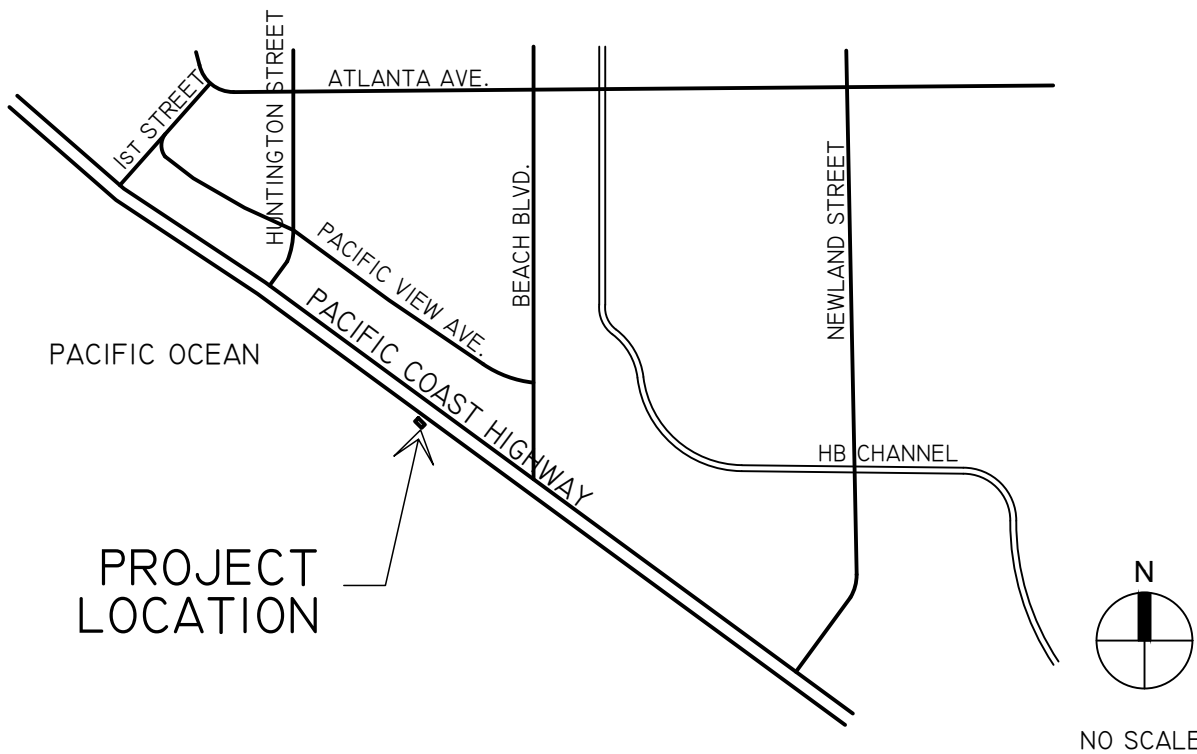 HUNTINGTON STREET
ATLANTA AVE.
1ST STREET
NEWLAND STREET
BEACH BLVD.
PACIFIC VIEW AVE.
PACIFIC OCEAN
PACIFIC COAST HIGHWAY
HB CHANNEL
PROJECT
LOCATION
N
NO SCALE